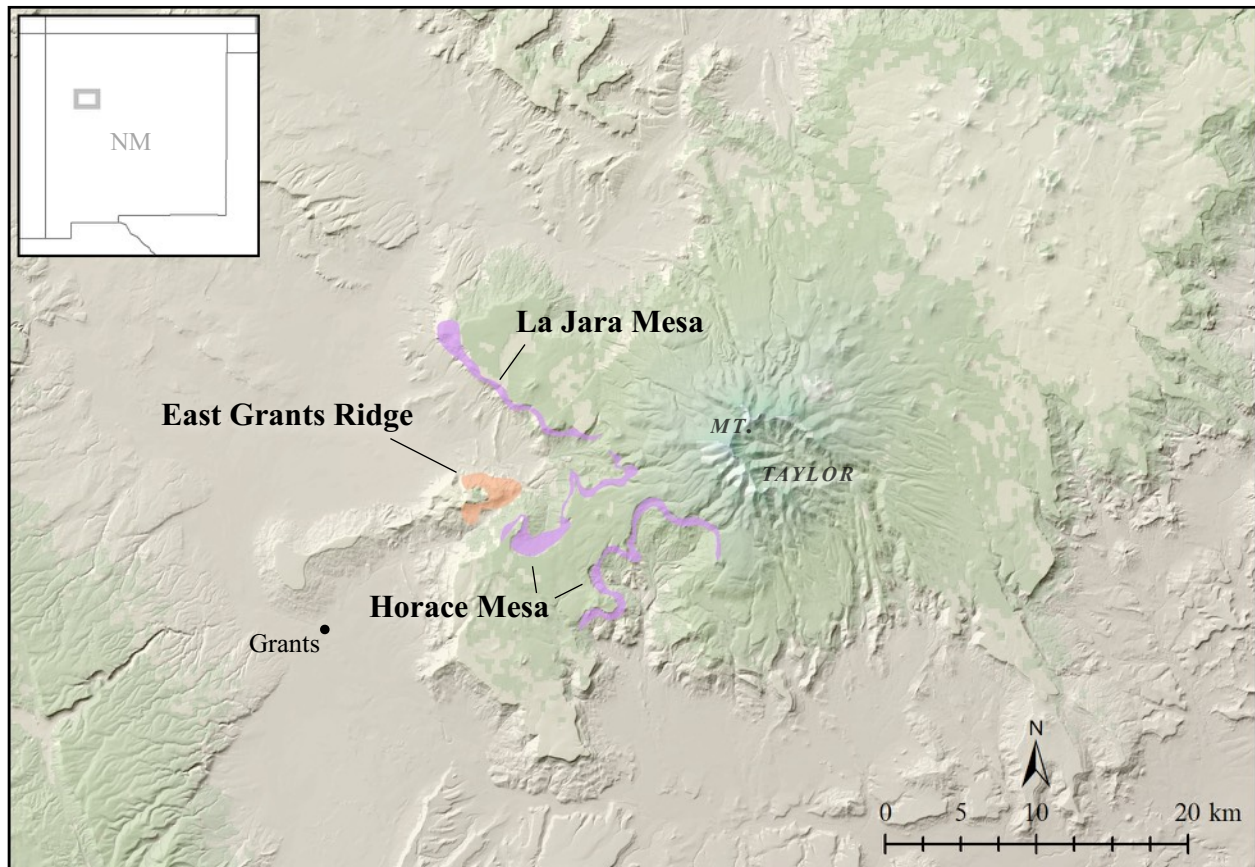 NM
La Jara Mesa
East Grants Ridge
MT.
TAYLOR
Horace Mesa
Grants
N
0 5 10 20 km